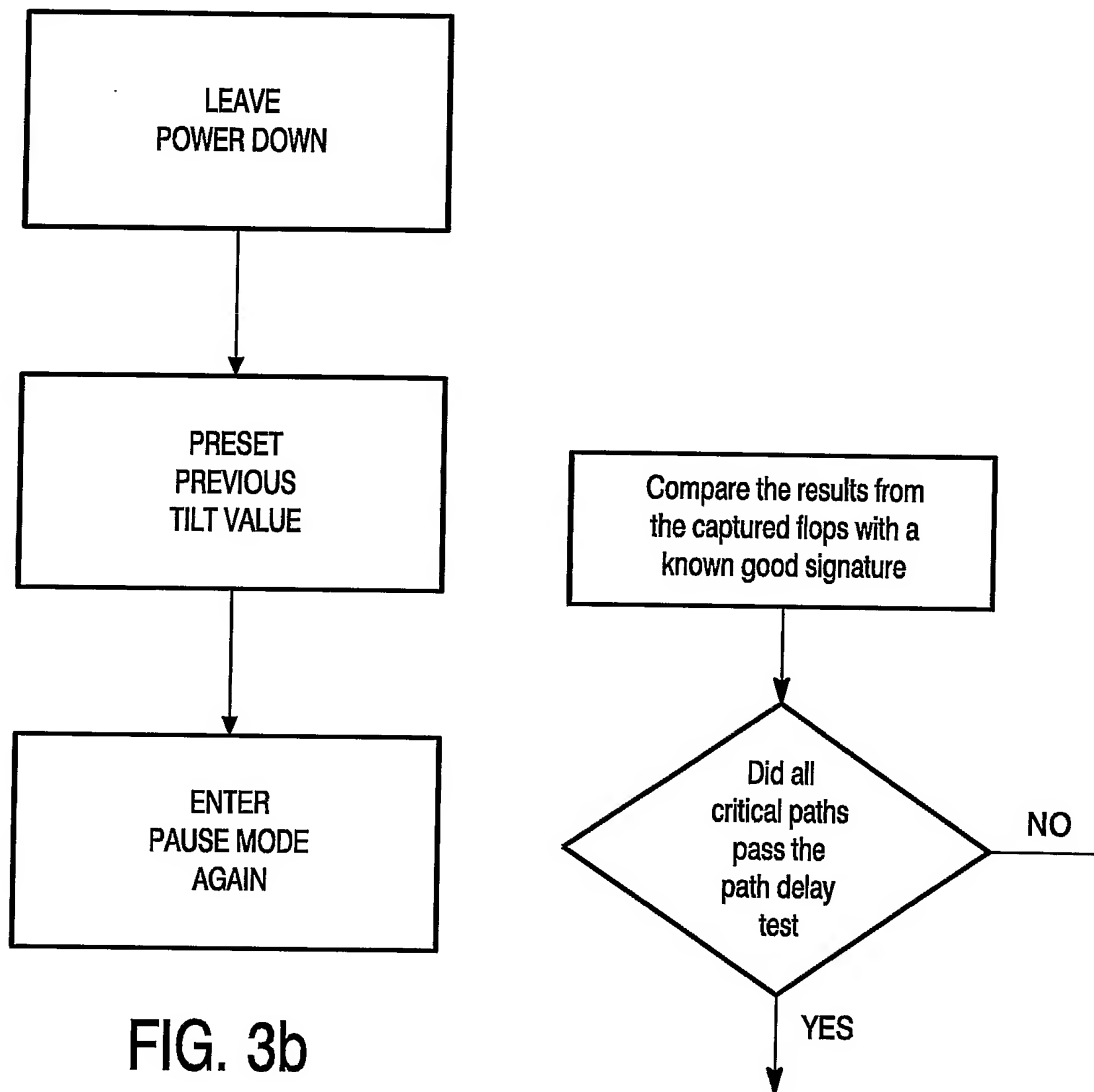 LEAVE
POWER DOWN
PRESET
PREVIOUS
TILT VALUE
ENTER
PAUSE MODE
AGAIN
FIG. 3b
Compare the results from
the captured flops with a
known good signature
Did all
critical paths
pass the
path delay
test
NO
YES